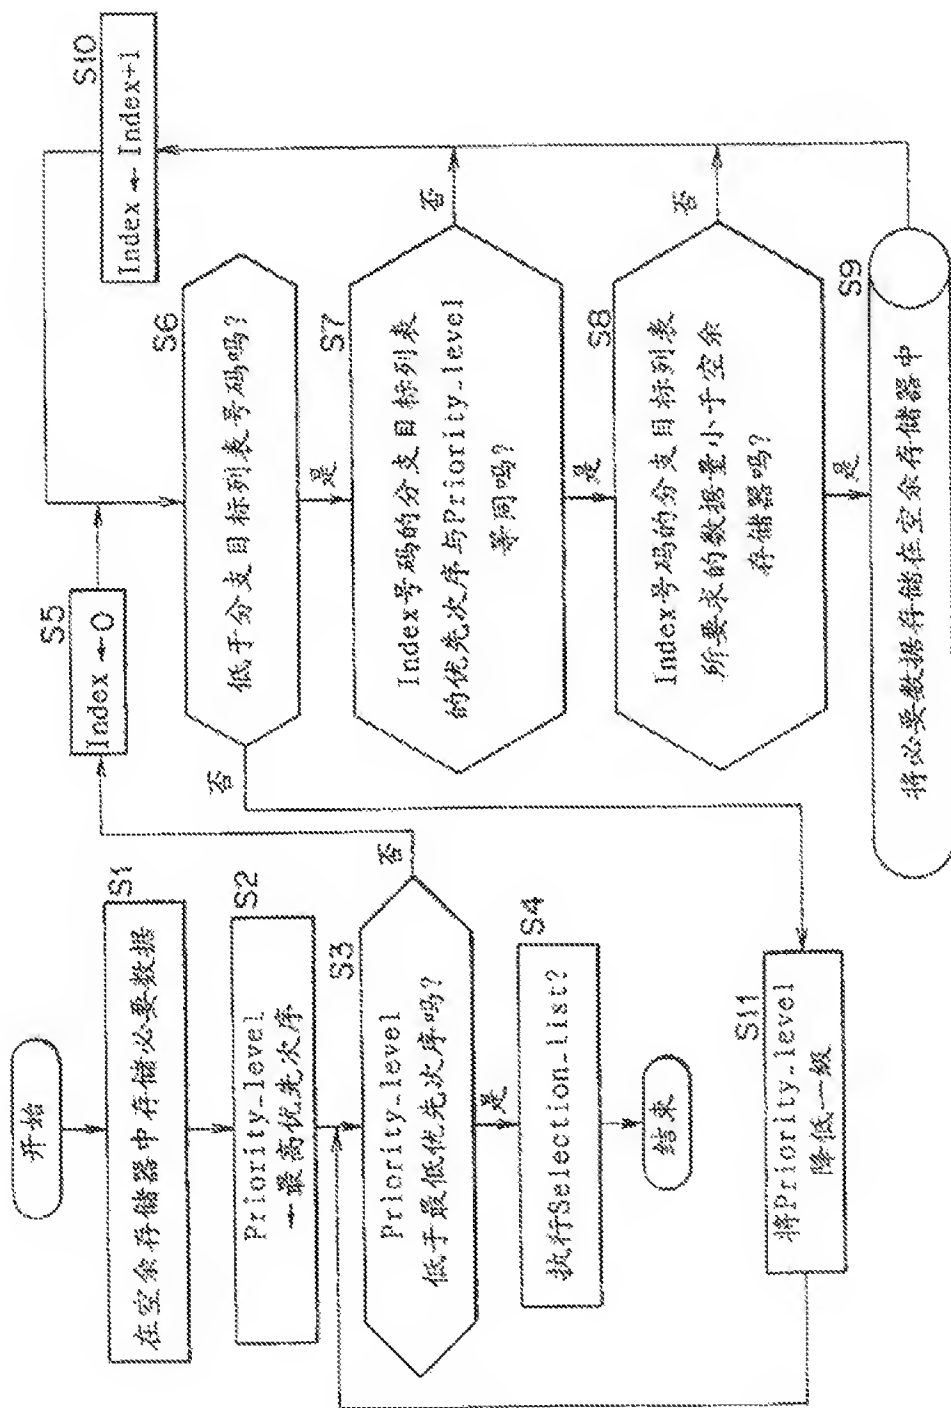 开始
S1
在空余存储器中存储必要数据
S2
Priority_level
←最高优先次序
S3
Priority_level
低于最低优先次序吗?
否
是
S4
执行Selection_list?
结束
S5
Index ← 0
S6
低于分支目标列表号码吗?
否
是
S7
Index号码的分支目标列表
的优先次序与Priority_level
等同吗?
否
是
S8
Index号码的分支目标列表
所要求的数据量小于空余
存储器吗?
否
是
S9
将必要数据存储在空余存储器中
S10
Index ← Index+1
S11
将Priority_level
降低一级